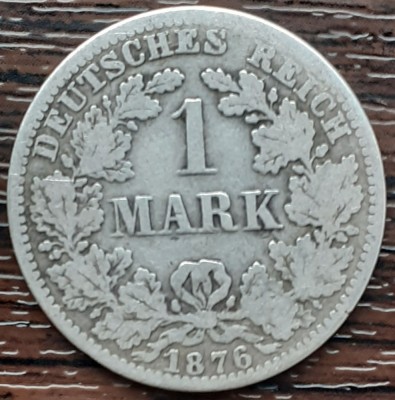 DEUTSCHES REICH
1
MARK
1876